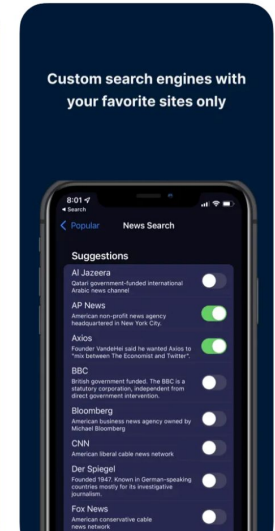 Custom search engines with
your favorite sites only
8:01
Search
Popular
News Search
Suggestions
Al Jazeera
Qatari government-funded international
Arabic news channel
AP News
American non-profit news agency
headquartered in New York City.
Axios
Founder VandeHei said he wanted Axios to
"mix between The Economist and Twitter".
BBC
British government funded. The BBC is a
statutory corporation, independent from
direct government intervention.
Bloomberg
American business news agency owned by
Michael Bloomberg
CNN
American liberal cable news network
Der Spiegel
Founded 1947. Known in German-speaking
countries mostly for its investigative
journalism.
Fox News
American conservative cable
news network